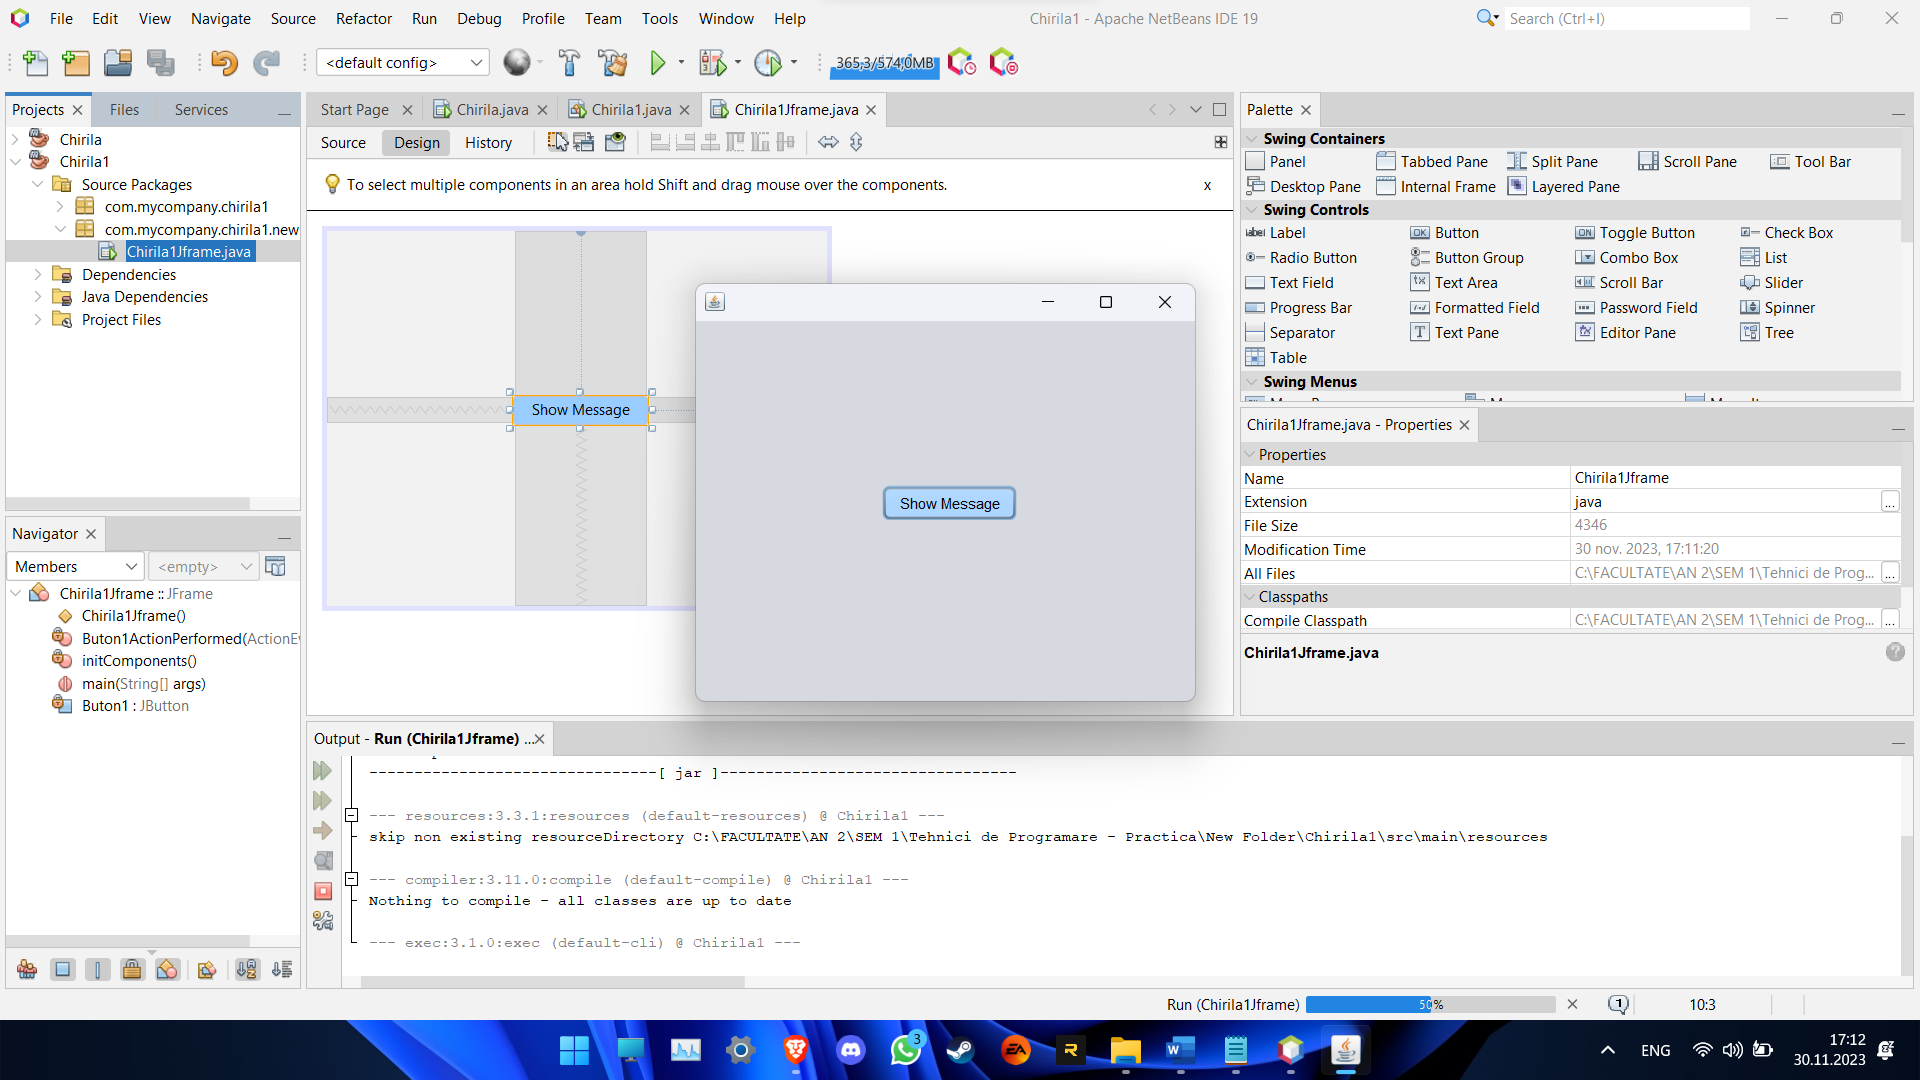 File Edit View Navigate Source Refactor Run Debug Profile Team Tools Window Help
Chirila1 - Apache NetBeans IDE 19
Search (Ctrl+I)
<default config>
365,3/574,0MB
Projects
Files
Services
Chirila
Chirila1
Source Packages
com.mycompany.chirila1
com.mycompany.chirila1.new
Chirila1Jframe.java
Dependencies
Java Dependencies
Project Files
Start Page
Chirila.java
Chirila1.java
Chirila1Jframe.java
Source
Design
History
To select multiple components in an area hold Shift and drag mouse over the components.
x
Show Message
Show Message
Palette
Swing Containers
Panel Tabbed Pane Split Pane Scroll Pane Tool Bar
Desktop Pane Internal Frame Layered Pane
Swing Controls
Label Button Toggle Button Check Box
Radio Button Button Group Combo Box List
Text Field Text Area Scroll Bar Slider
Progress Bar Formatted Field Password Field Spinner
Separator Text Pane Editor Pane Tree
Table
Swing Menus
Chirila1Jframe.java - Properties
Properties
Name Chirila1Jframe
Extension java
...
File Size 4346
Modification Time 30 nov. 2023, 17:11:20
All Files C:\FACULTATE\AN 2\SEM 1\Tehnici de Prog...
...
Classpaths
Compile Classpath C:\FACULTATE\AN 2\SEM 1\Tehnici de Prog...
...
Chirila1Jframe.java
Navigator
Members
<empty>
Chirila1Jframe :: JFrame
Chirila1Jframe()
Buton1ActionPerformed(ActionEv
initComponents()
main(String[] args)
Buton1 : JButton
Output - Run (Chirila1Jframe) ...
--------------------------------[ jar ]---------------------------------
--- resources:3.3.1:resources (default-resources) @ Chirila1 ---
skip non existing resourceDirectory C:\FACULTATE\AN 2\SEM 1\Tehnici de Programare - Practica\New Folder\Chirila1\src\main\resources
--- compiler:3.11.0:compile (default-compile) @ Chirila1 ---
Nothing to compile - all classes are up to date
--- exec:3.1.0:exec (default-cli) @ Chirila1 ---
Run (Chirila1Jframe)
50%
1
10:3
3
EA
R
W
ENG
17:12
30.11.2023